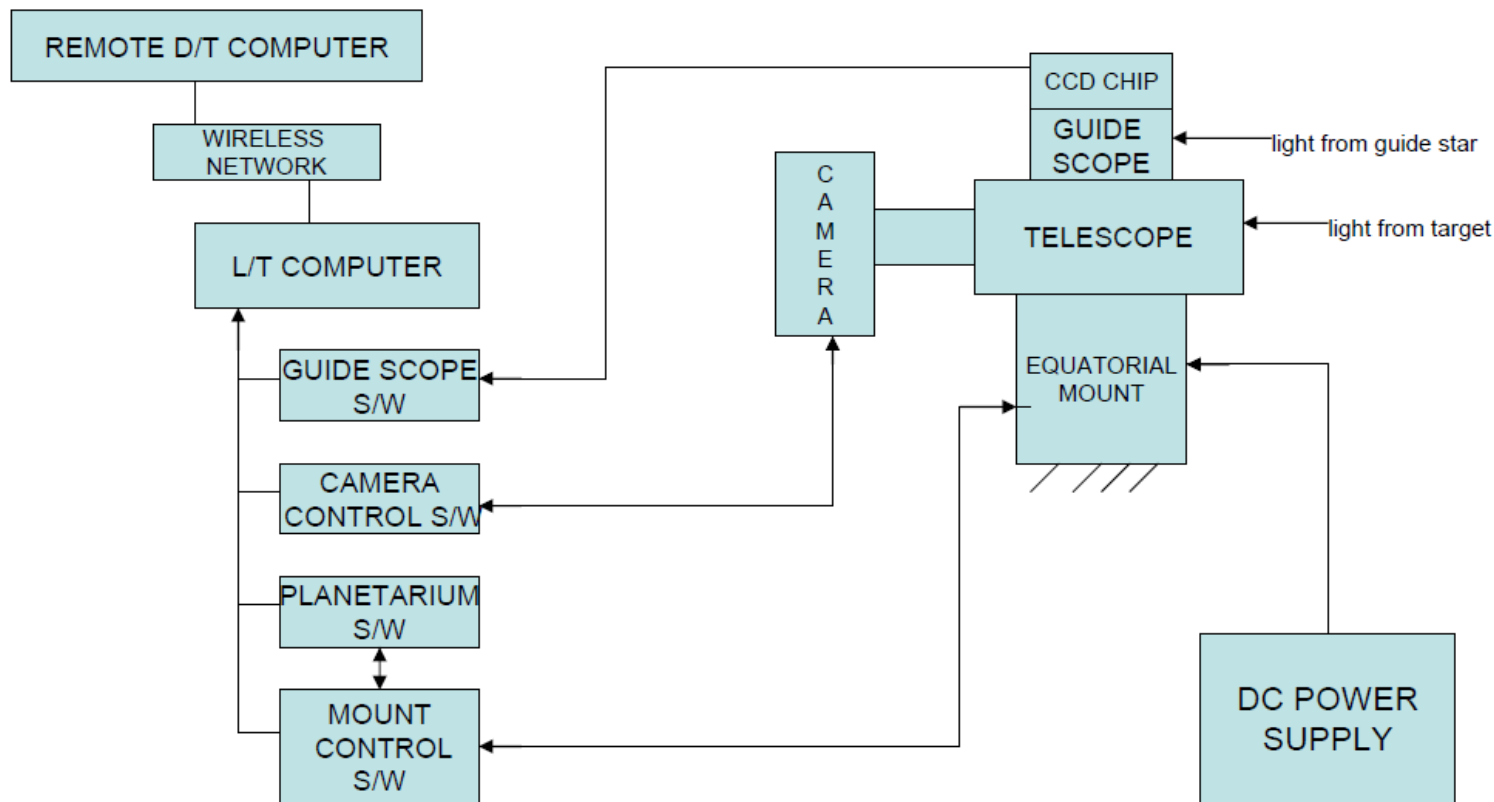 REMOTE D/T COMPUTER
WIRELESS
NETWORK
L/T COMPUTER
GUIDE SCOPE
S/W
CAMERA
CONTROL S/W
PLANETARIUM
S/W
MOUNT
CONTROL
S/W
CAMERA
CCD CHIP
GUIDE
SCOPE
light from guide star
TELESCOPE
light from target
EQUATORIAL
MOUNT
DC POWER
SUPPLY